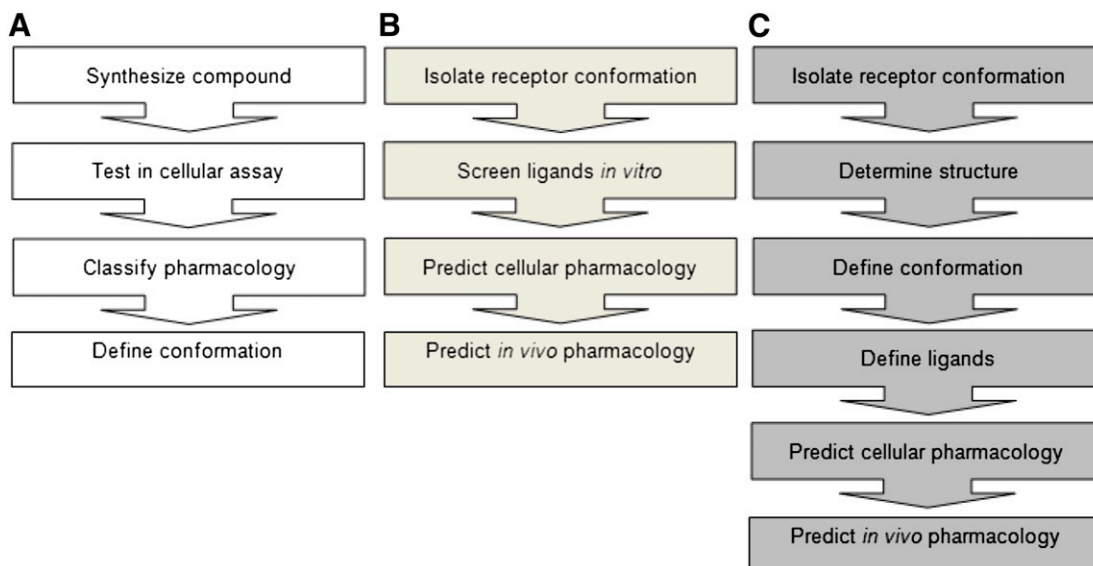 A
Synthesize compound
Test in cellular assay
Classify pharmacology
Define conformation
B
Isolate receptor conformation
Screen ligands in vitro
Predict cellular pharmacology
Predict in vivo pharmacology
C
Isolate receptor conformation
Determine structure
Define conformation
Define ligands
Predict cellular pharmacology
Predict in vivo pharmacology